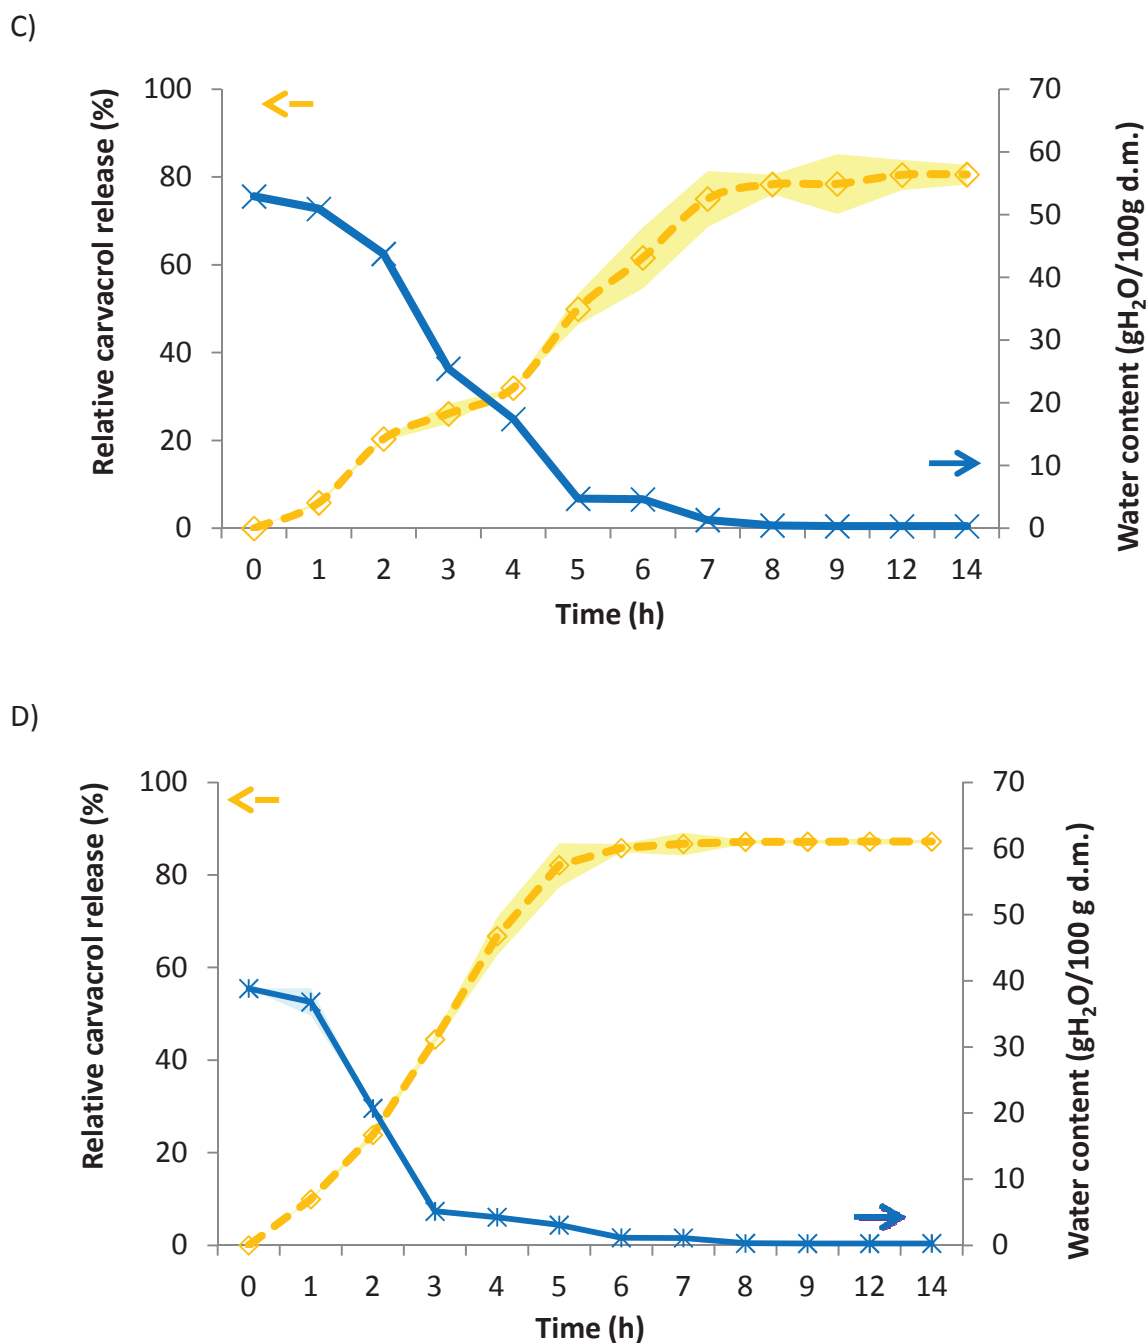 C)
Relative carvacrol release (%)
100
80
60
40
20
0
70
60
50
40
30
20
10
0
Water content (gH₂O/100g d.m.)
0 1 2 3 4 5 6 7 8 9 12 14
Time (h)
D)
Relative carvacrol release (%)
100
80
60
40
20
0
70
60
50
40
30
20
10
0
Water content (gH₂O/100 g d.m.)
0 1 2 3 4 5 6 7 8 9 12 14
Time (h)